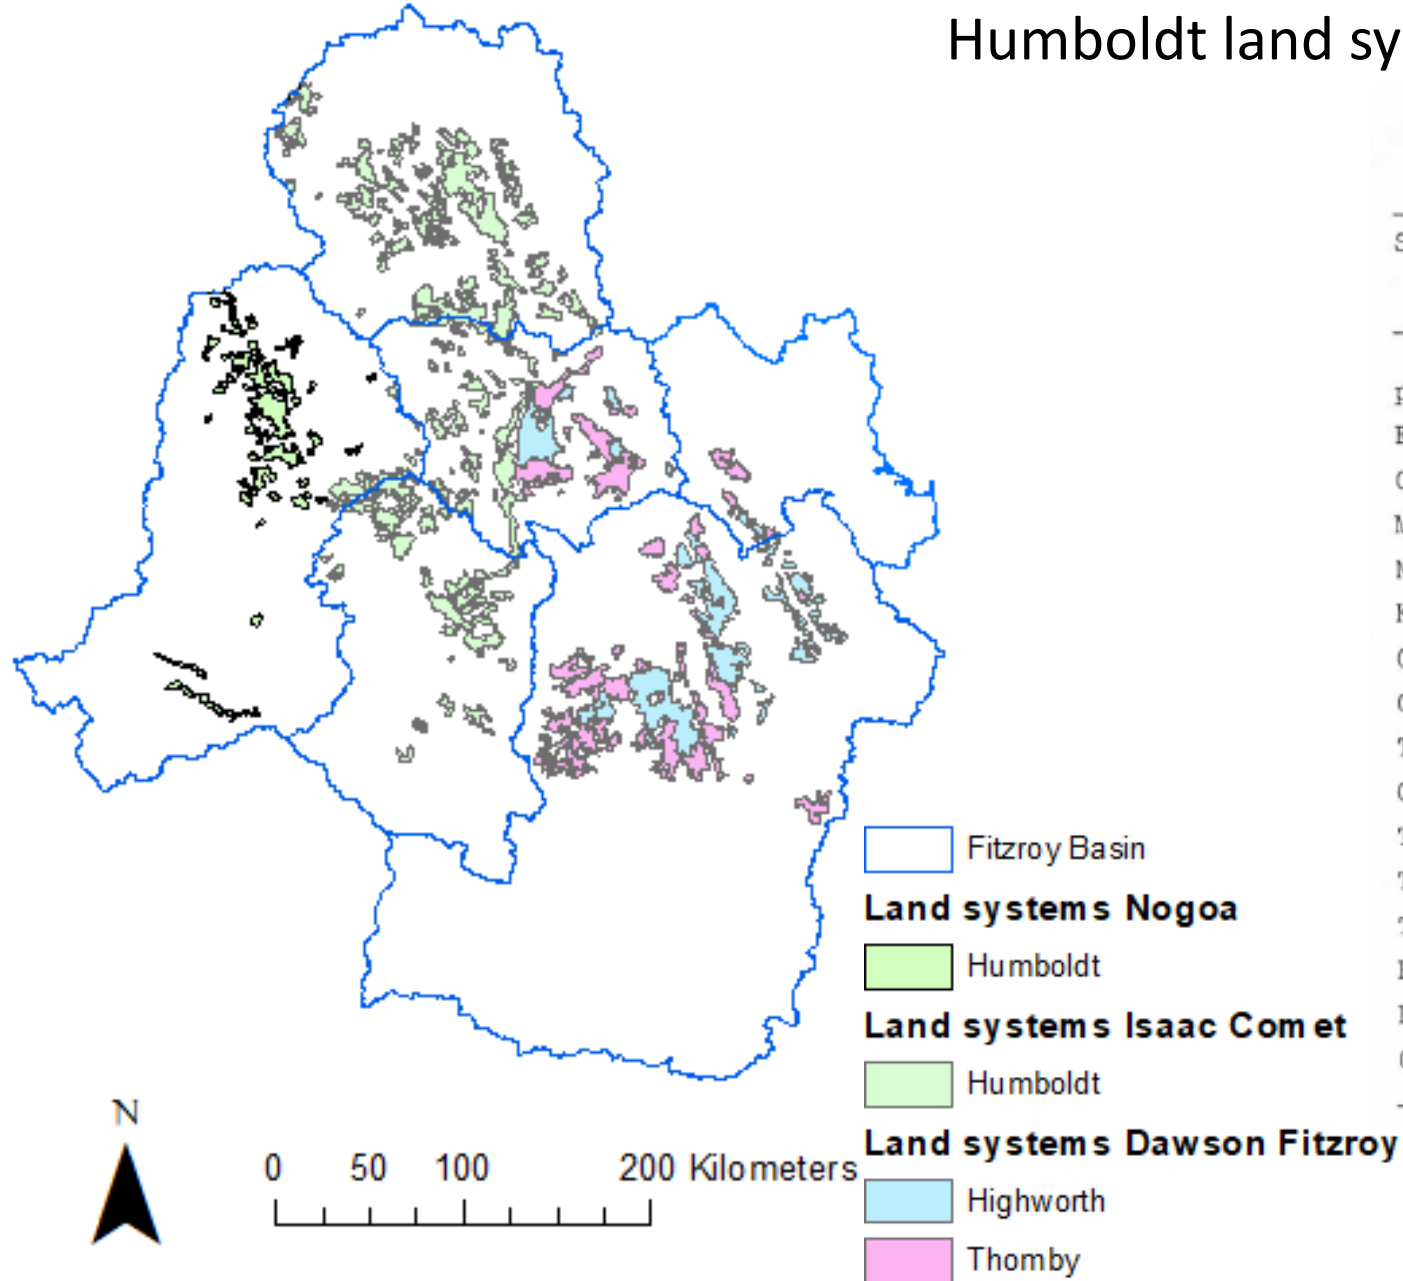 Humboldt land sy
Fitzroy Basin
Land systems Nogoa
Humboldt
Land systems Isaac Comet
Humboldt
Land systems Dawson Fitzroy
Highworth
Thomby
N
0 50 100 200 Kilometers